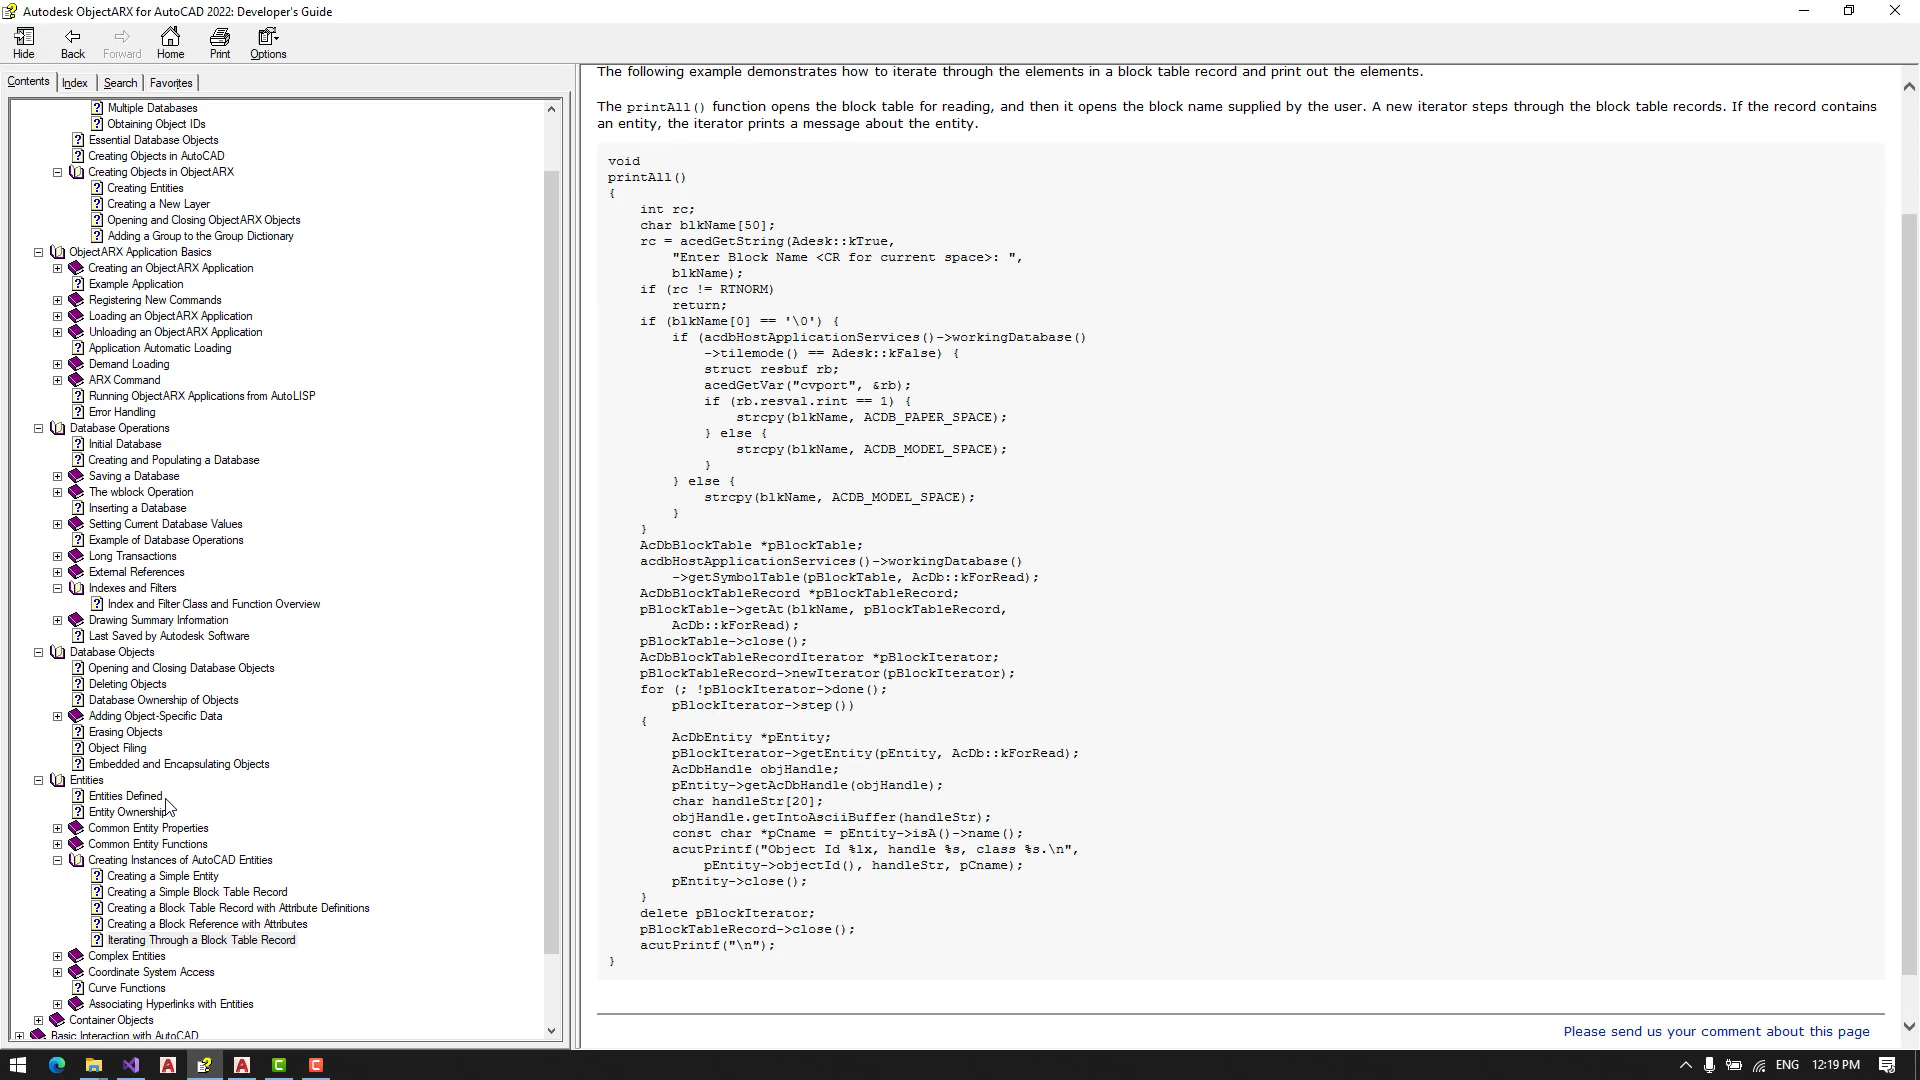 Autodesk ObjectARX for AutoCAD 2022: Developer's Guide
Hide
Back
Forward
Home
Print
Options
Contents
Index
Search
Favorites
Multiple Databases
Obtaining Object IDs
Essential Database Objects
Creating Objects in AutoCAD
Creating Objects in ObjectARX
Creating Entities
Creating a New Layer
Opening and Closing ObjectARX Objects
Adding a Group to the Group Dictionary
ObjectARX Application Basics
Creating an ObjectARX Application
Example Application
Registering New Commands
Loading an ObjectARX Application
Unloading an ObjectARX Application
Application Automatic Loading
Demand Loading
ARX Command
Running ObjectARX Applications from AutoLISP
Error Handling
Database Operations
Initial Database
Creating and Populating a Database
Saving a Database
The wblock Operation
Inserting a Database
Setting Current Database Values
Example of Database Operations
Long Transactions
External References
Indexes and Filters
Index and Filter Class and Function Overview
Drawing Summary Information
Last Saved by Autodesk Software
Database Objects
Opening and Closing Database Objects
Deleting Objects
Database Ownership of Objects
Adding Object-Specific Data
Erasing Objects
Object Filing
Embedded and Encapsulating Objects
Entities
Entities Defined
Entity Ownership
Common Entity Properties
Common Entity Functions
Creating Instances of AutoCAD Entities
Creating a Simple Entity
Creating a Simple Block Table Record
Creating a Block Table Record with Attribute Definitions
Creating a Block Reference with Attributes
Iterating Through a Block Table Record
Complex Entities
Coordinate System Access
Curve Functions
Associating Hyperlinks with Entities
Container Objects
Basic Interaction with AutoCAD
The following example demonstrates how to iterate through the elements in a block table record and print out the elements.
The printAll() function opens the block table for reading, and then it opens the block name supplied by the user. A new iterator steps through the block table records. If the record contains
an entity, the iterator prints a message about the entity.
void
printAll()
{
    int rc;
    char blkName[50];
    rc = acedGetString(Adesk::kTrue,
        "Enter Block Name <CR for current space>: ",
        blkName);
    if (rc != RTNORM)
        return;
    if (blkName[0] == '\0') {
        if (acdbHostApplicationServices()->workingDatabase()
            ->tilemode() == Adesk::kFalse) {
            struct resbuf rb;
            acedGetVar("cvport", &rb);
            if (rb.resval.rint == 1) {
                strcpy(blkName, ACDB_PAPER_SPACE);
            } else {
                strcpy(blkName, ACDB_MODEL_SPACE);
            }
        } else {
            strcpy(blkName, ACDB_MODEL_SPACE);
        }
    }
    AcDbBlockTable *pBlockTable;
    acdbHostApplicationServices()->workingDatabase()
        ->getSymbolTable(pBlockTable, AcDb::kForRead);
    AcDbBlockTableRecord *pBlockTableRecord;
    pBlockTable->getAt(blkName, pBlockTableRecord,
        AcDb::kForRead);
    pBlockTable->close();
    AcDbBlockTableRecordIterator *pBlockIterator;
    pBlockTableRecord->newIterator(pBlockIterator);
    for (; !pBlockIterator->done();
        pBlockIterator->step())
    {
        AcDbEntity *pEntity;
        pBlockIterator->getEntity(pEntity, AcDb::kForRead);
        AcDbHandle objHandle;
        pEntity->getAcDbHandle(objHandle);
        char handleStr[20];
        objHandle.getIntoAsciiBuffer(handleStr);
        const char *pCname = pEntity->isA()->name();
        acutPrintf("Object Id %lx, handle %s, class %s.\n",
            pEntity->objectId(), handleStr, pCname);
        pEntity->close();
    }
    delete pBlockIterator;
    pBlockTableRecord->close();
    acutPrintf("\n");
}
Please send us your comment about this page
ENG
12:19 PM